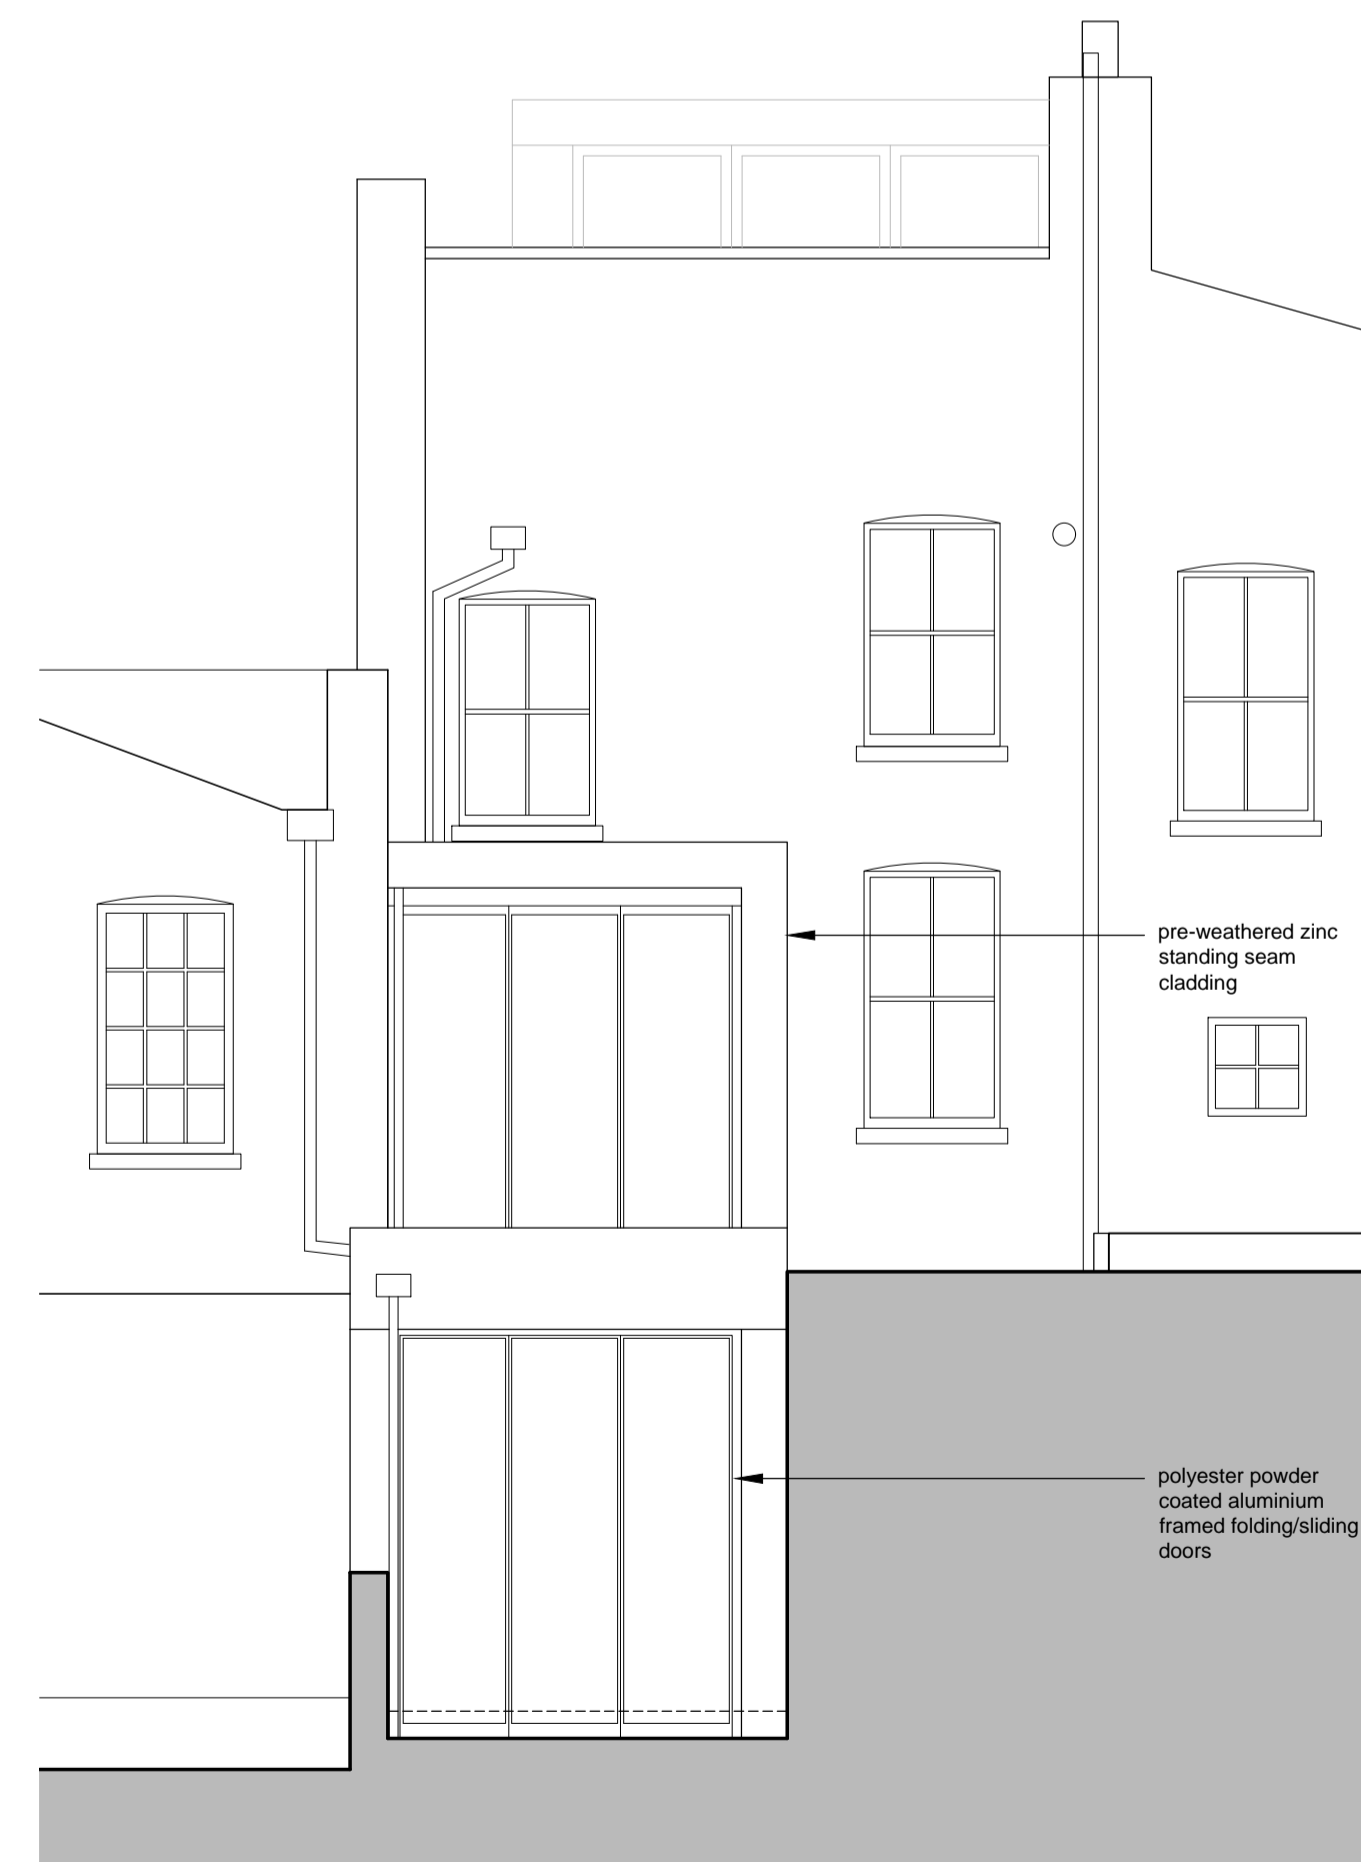 pre-weathered zinc
standing seam
cladding
polyester powder
coated aluminium
framed folding/sliding
doors